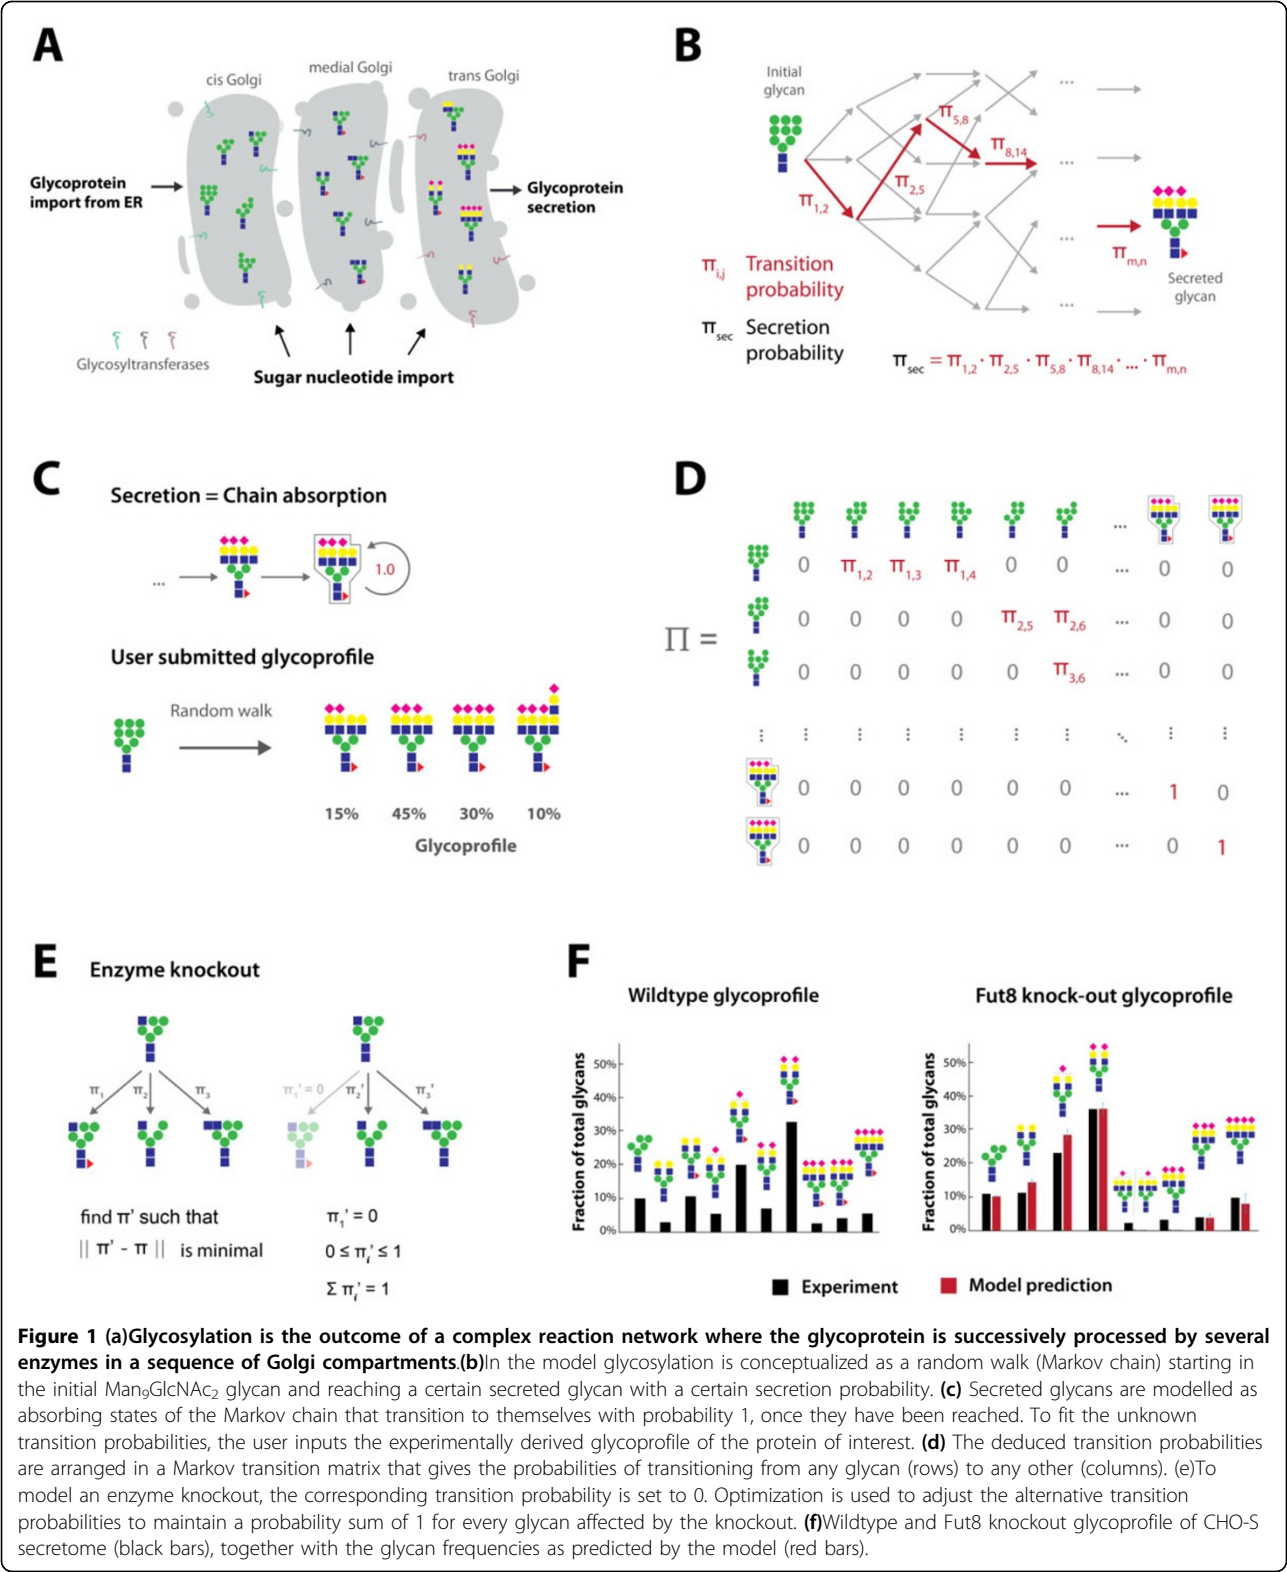 A
cis Golgi
medial Golgi
trans Golgi
Glycoprotein
import from ER
Glycoprotein
secretion
Glycosyltransferases
Sugar nucleotide import
B
Initial
glycan
π1,2
π2,5
π5,8
π8,14
...
...
...
...
πm,n
Secreted
glycan
πi,j Transition
probability
πsec Secretion
probability
πsec = π1,2 · π2,5 · π5,8 · π8,14 · ... · πm,n
C
Secretion = Chain absorption
...
1.0
User submitted glycoprofile
Random walk
15% 45% 30% 10%
Glycoprofile
D
...
0 π1,2 π1,3 π1,4 0 0 ... 0 0
Π =
0 0 0 0 π2,5 π2,6 ... 0 0
0 0 0 0 0 π3,6 ... 0 0
⋮ ⋮ ⋮ ⋮ ⋮ ⋮ ⋮ ⋱ ⋮ ⋮
0 0 0 0 0 0 ... 1 0
0 0 0 0 0 0 ... 0 1
E
Enzyme knockout
π1 π2 π3
π1' = 0 π2' π3'
find π' such that
|| π' - π || is minimal
π1' = 0
0 ≤ πi' ≤ 1
Σ πi' = 1
F
Wildtype glycoprofile
Fraction of total glycans
50%
40%
30%
20%
10%
0%
Fut8 knock-out glycoprofile
Fraction of total glycans
50%
40%
30%
20%
10%
0%
Experiment
Model prediction
Figure 1 (a)Glycosylation is the outcome of a complex reaction network where the glycoprotein is successively processed by several
enzymes in a sequence of Golgi compartments.(b)In the model glycosylation is conceptualized as a random walk (Markov chain) starting in
the initial Man9GlcNAc2 glycan and reaching a certain secreted glycan with a certain secretion probability. (c) Secreted glycans are modelled as
absorbing states of the Markov chain that transition to themselves with probability 1, once they have been reached. To fit the unknown
transition probabilities, the user inputs the experimentally derived glycoprofile of the protein of interest. (d) The deduced transition probabilities
are arranged in a Markov transition matrix that gives the probabilities of transitioning from any glycan (rows) to any other (columns). (e)To
model an enzyme knockout, the corresponding transition probability is set to 0. Optimization is used to adjust the alternative transition
probabilities to maintain a probability sum of 1 for every glycan affected by the knockout. (f)Wildtype and Fut8 knockout glycoprofile of CHO-S
secretome (black bars), together with the glycan frequencies as predicted by the model (red bars).